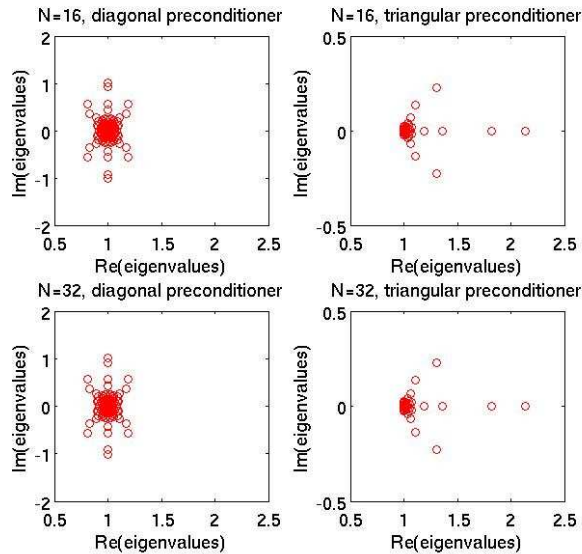 N=16, diagonal preconditioner
N=16, triangular preconditioner
2
1
0
-1
-2
Im(eigenvalues)
0.5 1 1.5 2 2.5
Re(eigenvalues)
0.5
0
-0.5
Im(eigenvalues)
1 1.5 2 2.5
Re(eigenvalues)
N=32, diagonal preconditioner
N=32, triangular preconditioner
2
1
0
-1
-2
Im(eigenvalues)
0.5 1 1.5 2 2.5
Re(eigenvalues)
0.5
0
-0.5
Im(eigenvalues)
1 1.5 2 2.5
Re(eigenvalues)